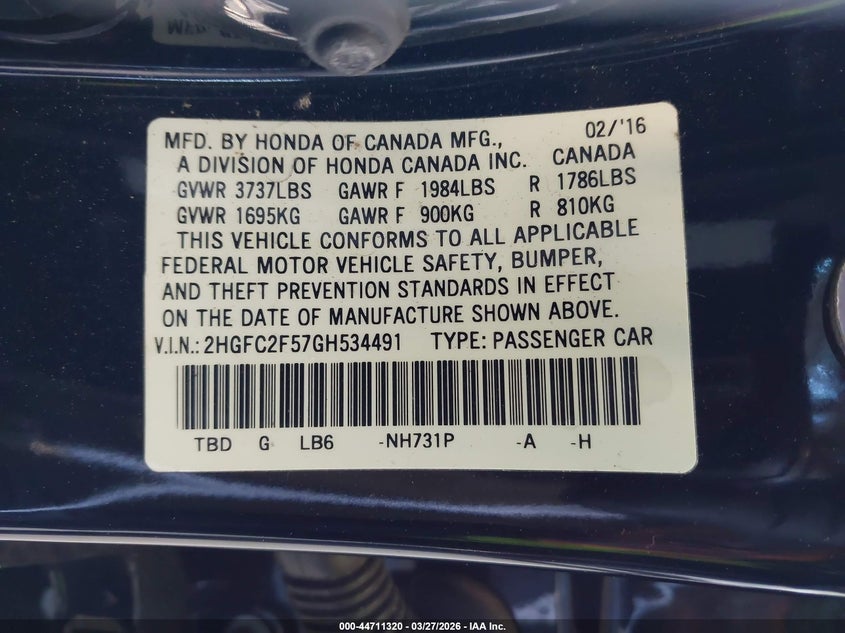 MFD. BY HONDA OF CANADA MFG., 02/'16
A DIVISION OF HONDA CANADA INC. CANADA
GVWR 3737LBS GAWR F 1984LBS R 1786LBS
GVWR 1695KG GAWR F 900KG R 810KG
THIS VEHICLE CONFORMS TO ALL APPLICABLE
FEDERAL MOTOR VEHICLE SAFETY, BUMPER,
AND THEFT PREVENTION STANDARDS IN EFFECT
ON THE DATE OF MANUFACTURE SHOWN ABOVE.
V.I.N.: 2HGFC2F57GH534491 TYPE: PASSENGER CAR
TBD G LB6 -NH731P -A -H
000-44711320 — 03/27/2026 — IAA Inc.